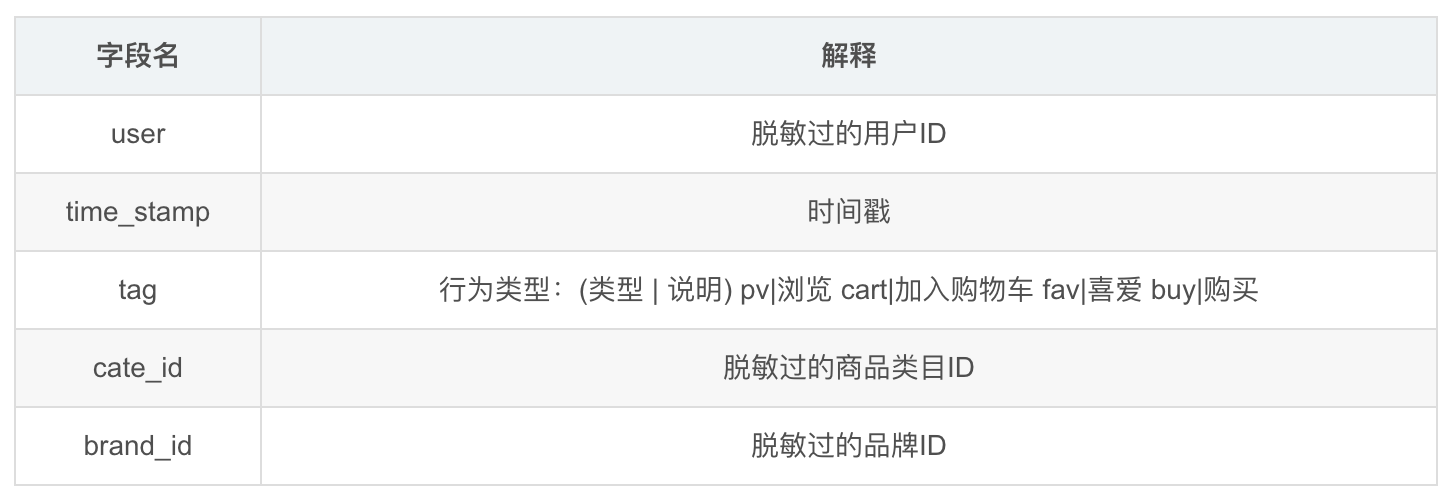 字段名 解释
user 脱敏过的用户ID
time_stamp 时间戳
tag 行为类型：(类型 | 说明) pv|浏览 cart|加入购物车 fav|喜爱 buy|购买
cate_id 脱敏过的商品类目ID
brand_id 脱敏过的品牌ID